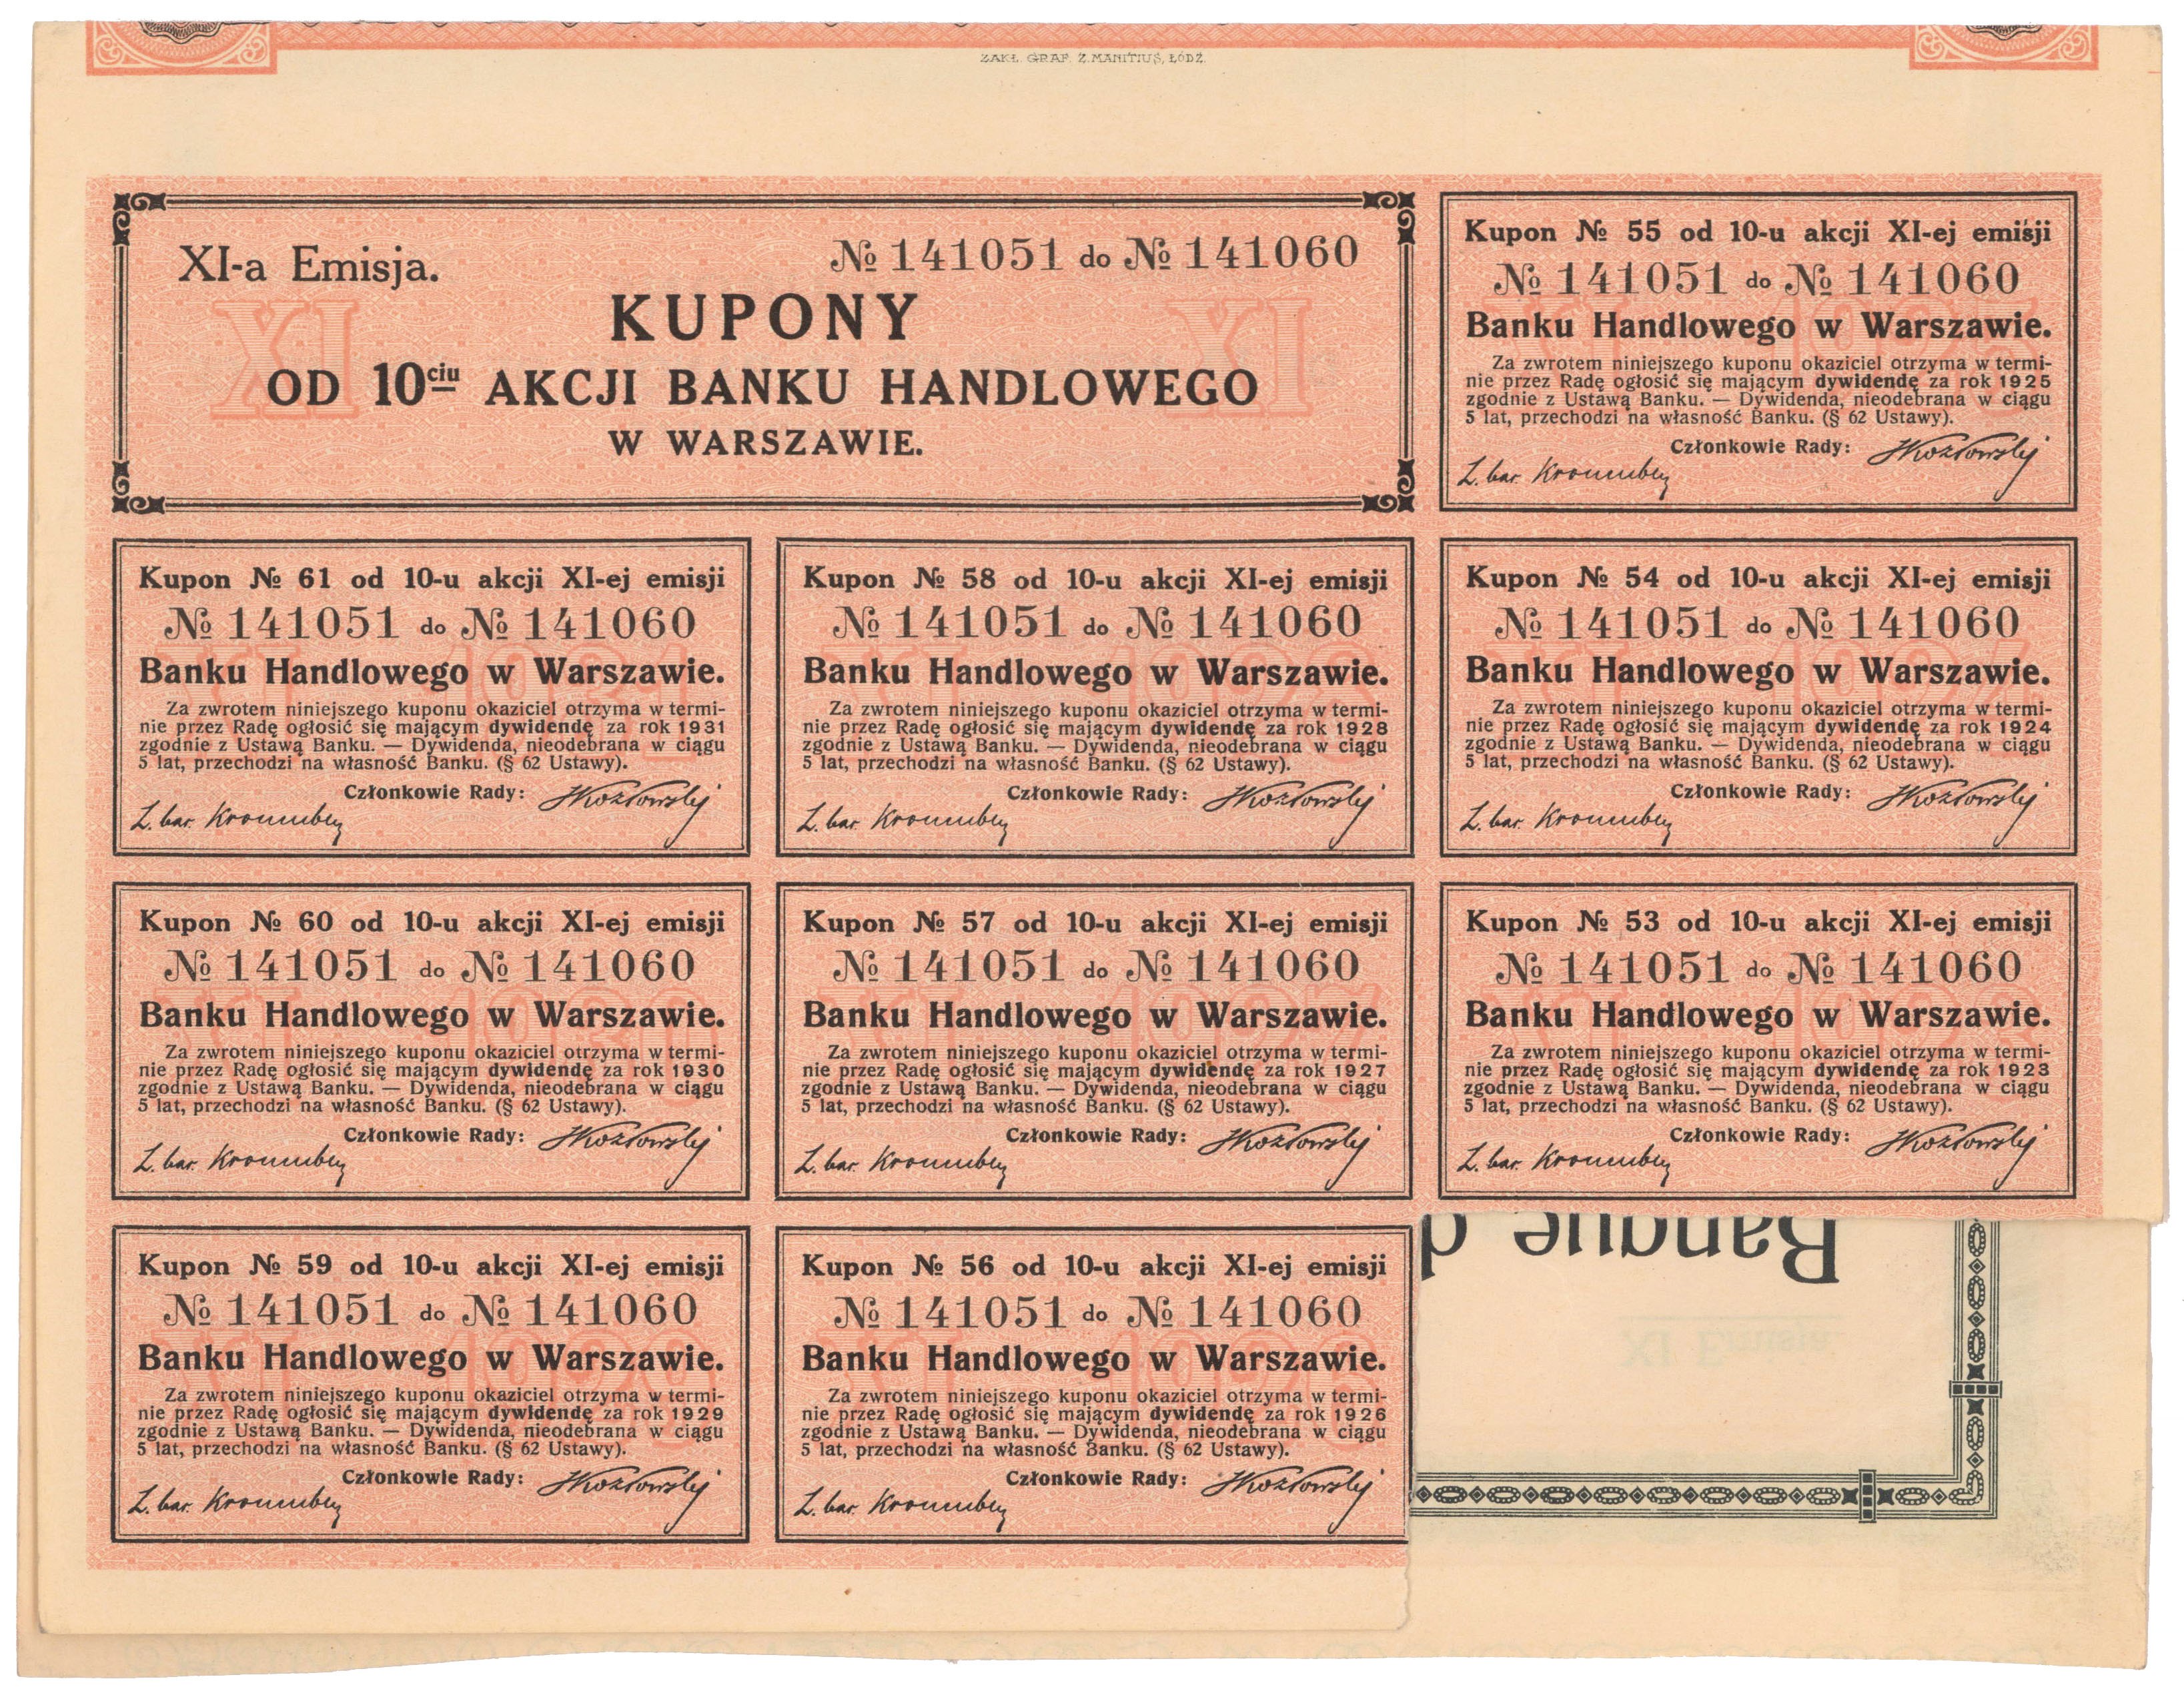 ZAKŁ. GRAF. Z. MANITIUS, ŁÓDŹ.
XI-a Emisja.
№ 141051 do № 141060
KUPONY
OD 10ciu AKCJI BANKU HANDLOWEGO
W WARSZAWIE.
Kupon № 55 od 10-u akcji XI-ej emisji
№ 141051 do № 141060
Banku Handlowego w Warszawie.
Za zwrotem niniejszego kuponu okaziciel otrzyma w termi-
nie przez Radę ogłosić się mającym dywidendę za rok 1925
zgodnie z Ustawą Banku. — Dywidenda, nieodebrana w ciągu
5 lat, przechodzi na własność Banku. (§ 62 Ustawy).
Członkowie Rady:
L. bar. Kronenberg
Kupon № 61 od 10-u akcji XI-ej emisji
№ 141051 do № 141060
Banku Handlowego w Warszawie.
Za zwrotem niniejszego kuponu okaziciel otrzyma w termi-
nie przez Radę ogłosić się mającym dywidendę za rok 1931
zgodnie z Ustawą Banku. — Dywidenda, nieodebrana w ciągu
5 lat, przechodzi na własność Banku. (§ 62 Ustawy).
Członkowie Rady:
L. bar. Kronenberg
Kupon № 58 od 10-u akcji XI-ej emisji
№ 141051 do № 141060
Banku Handlowego w Warszawie.
Za zwrotem niniejszego kuponu okaziciel otrzyma w termi-
nie przez Radę ogłosić się mającym dywidendę za rok 1928
zgodnie z Ustawą Banku. — Dywidenda, nieodebrana w ciągu
5 lat, przechodzi na własność Banku. (§ 62 Ustawy).
Członkowie Rady:
L. bar. Kronenberg
Kupon № 54 od 10-u akcji XI-ej emisji
№ 141051 do № 141060
Banku Handlowego w Warszawie.
Za zwrotem niniejszego kuponu okaziciel otrzyma w termi-
nie przez Radę ogłosić się mającym dywidendę za rok 1924
zgodnie z Ustawą Banku. — Dywidenda, nieodebrana w ciągu
5 lat, przechodzi na własność Banku. (§ 62 Ustawy).
Członkowie Rady:
L. bar. Kronenberg
Kupon № 60 od 10-u akcji XI-ej emisji
№ 141051 do № 141060
Banku Handlowego w Warszawie.
Za zwrotem niniejszego kuponu okaziciel otrzyma w termi-
nie przez Radę ogłosić się mającym dywidendę za rok 1930
zgodnie z Ustawą Banku. — Dywidenda, nieodebrana w ciągu
5 lat, przechodzi na własność Banku. (§ 62 Ustawy).
Członkowie Rady:
L. bar. Kronenberg
Kupon № 57 od 10-u akcji XI-ej emisji
№ 141051 do № 141060
Banku Handlowego w Warszawie.
Za zwrotem niniejszego kuponu okaziciel otrzyma w termi-
nie przez Radę ogłosić się mającym dywidendę za rok 1927
zgodnie z Ustawą Banku. — Dywidenda, nieodebrana w ciągu
5 lat, przechodzi na własność Banku. (§ 62 Ustawy).
Członkowie Rady:
L. bar. Kronenberg
Kupon № 53 od 10-u akcji XI-ej emisji
№ 141051 do № 141060
Banku Handlowego w Warszawie.
Za zwrotem niniejszego kuponu okaziciel otrzyma w termi-
nie przez Radę ogłosić się mającym dywidendę za rok 1923
zgodnie z Ustawą Banku. — Dywidenda, nieodebrana w ciągu
5 lat, przechodzi na własność Banku. (§ 62 Ustawy).
Członkowie Rady:
L. bar. Kronenberg
Kupon № 59 od 10-u akcji XI-ej emisji
№ 141051 do № 141060
Banku Handlowego w Warszawie.
Za zwrotem niniejszego kuponu okaziciel otrzyma w termi-
nie przez Radę ogłosić się mającym dywidendę za rok 1929
zgodnie z Ustawą Banku. — Dywidenda, nieodebrana w ciągu
5 lat, przechodzi na własność Banku. (§ 62 Ustawy).
Członkowie Rady:
L. bar. Kronenberg
Kupon № 56 od 10-u akcji XI-ej emisji
№ 141051 do № 141060
Banku Handlowego w Warszawie.
Za zwrotem niniejszego kuponu okaziciel otrzyma w termi-
nie przez Radę ogłosić się mającym dywidendę za rok 1926
zgodnie z Ustawą Banku. — Dywidenda, nieodebrana w ciągu
5 lat, przechodzi na własność Banku. (§ 62 Ustawy).
Członkowie Rady:
L. bar. Kronenberg
Banque d